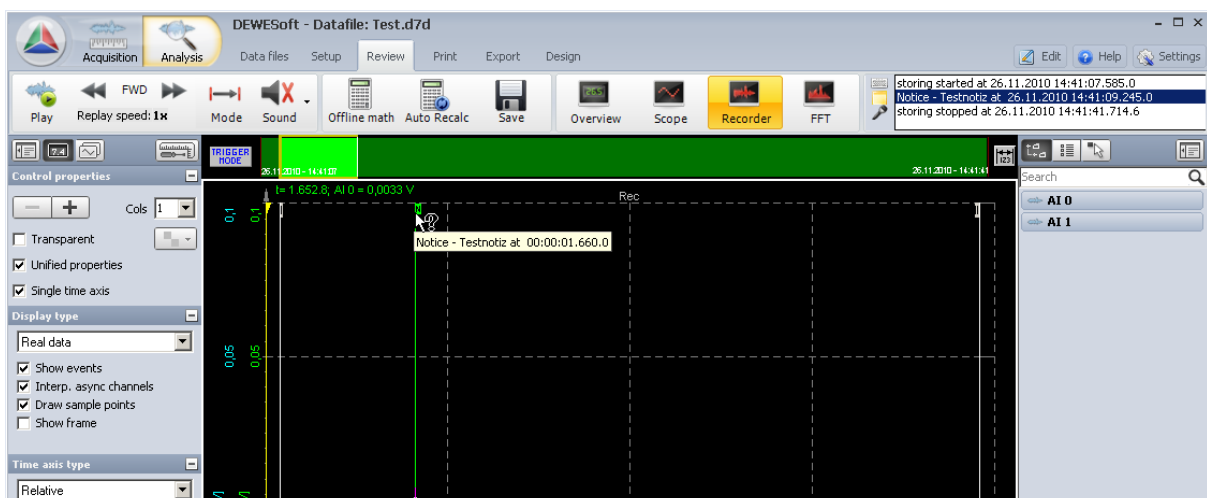 DEWESoft - Datafile: Test.d7d
Acquisition Analysis Data files Setup Review Print Export Design Edit Help Settings
FWD
Play Replay speed: 1x Mode Sound Offline math Auto Recalc Save Overview Scope Recorder FFT
storing started at 26.11.2010 14:41:07.585.0
Notice - Testnotiz at 26.11.2010 14:41:09.245.0
storing stopped at 26.11.2010 14:41:41.714.6
TRIGGER MODE
26.11.2010 - 14:41:07
26.11.2010 - 14:41:41
Control properties
Cols 1
Transparent
Unified properties
Single time axis
Display type
Real data
Show events
Interp. async channels
Draw sample points
Show frame
Time axis type
Relative
t= 1.652.8; AI 0 = 0,0033 V
Rec
0,1 0,1
Notice - Testnotiz at 00:00:01.660.0
0,05 0,05
Search
AI 0
AI 1